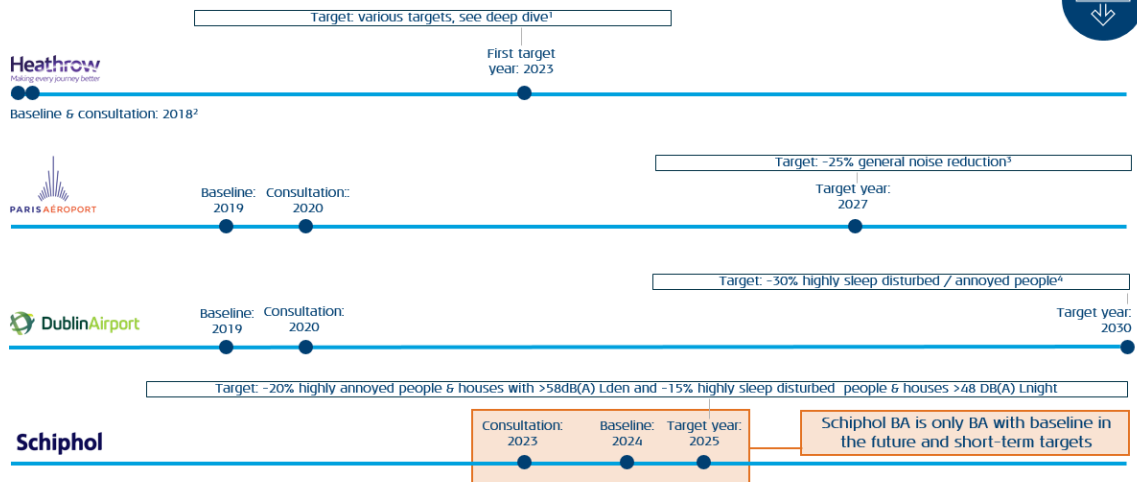 Target: various targets, see deep dive¹
Heathrow
Making every journey better
First target
year: 2023
Baseline & consultation: 2018²
Target: -25% general noise reduction³
PARIS AÉROPORT
Baseline:
2019
Consultation::
2020
Target year:
2027
Target: -30% highly sleep disturbed / annoyed people⁴
DublinAirport
Baseline:
2019
Consultation:
2020
Target year:
2030
Target: -20% highly annoyed people & houses with >58dB(A) Lden and -15% highly sleep disturbed people & houses >48 DB(A) Lnight
Schiphol
Consultation:
2023
Baseline:
2024
Target year:
2025
Schiphol BA is only BA with baseline in
the future and short-term targets